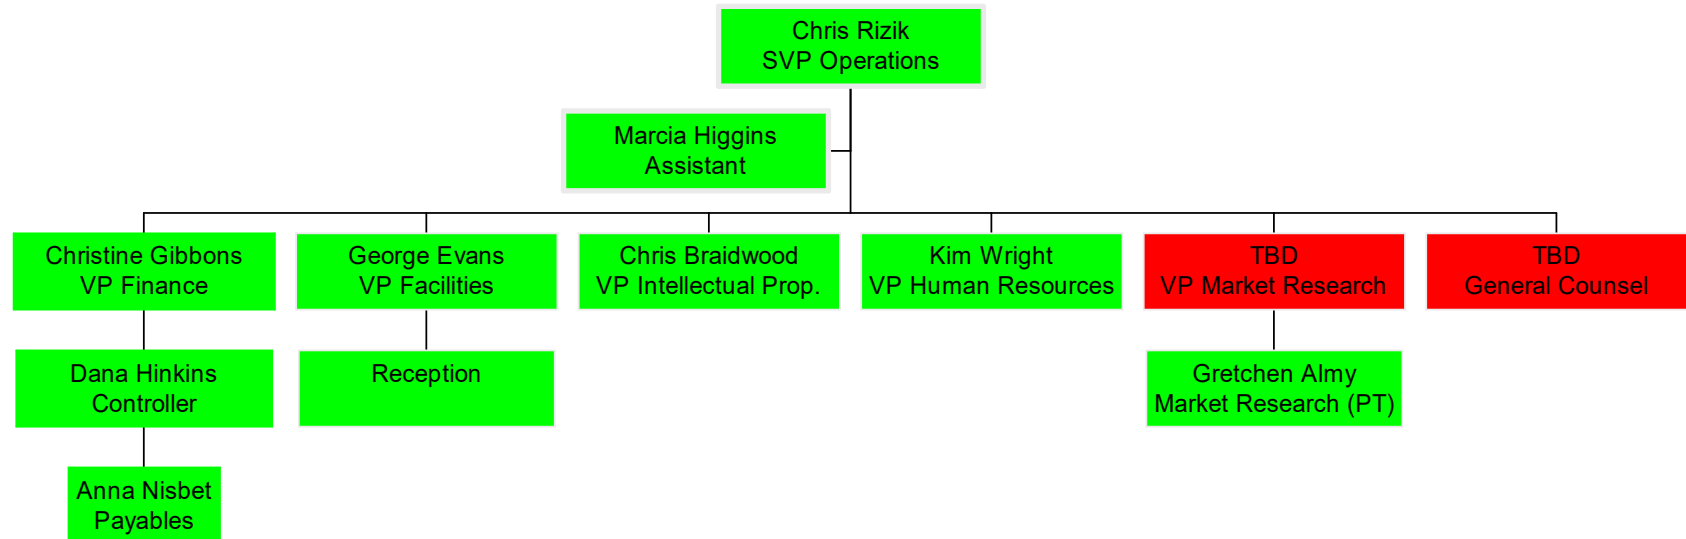 Chris Rizik
SVP Operations
Marcia Higgins
Assistant
Christine Gibbons
VP Finance
George Evans
VP Facilities
Chris Braidwood
VP Intellectual Prop.
Kim Wright
VP Human Resources
TBD
VP Market Research
TBD
General Counsel
Dana Hinkins
Controller
Reception
Gretchen Almy
Market Research (PT)
Anna Nisbet
Payables